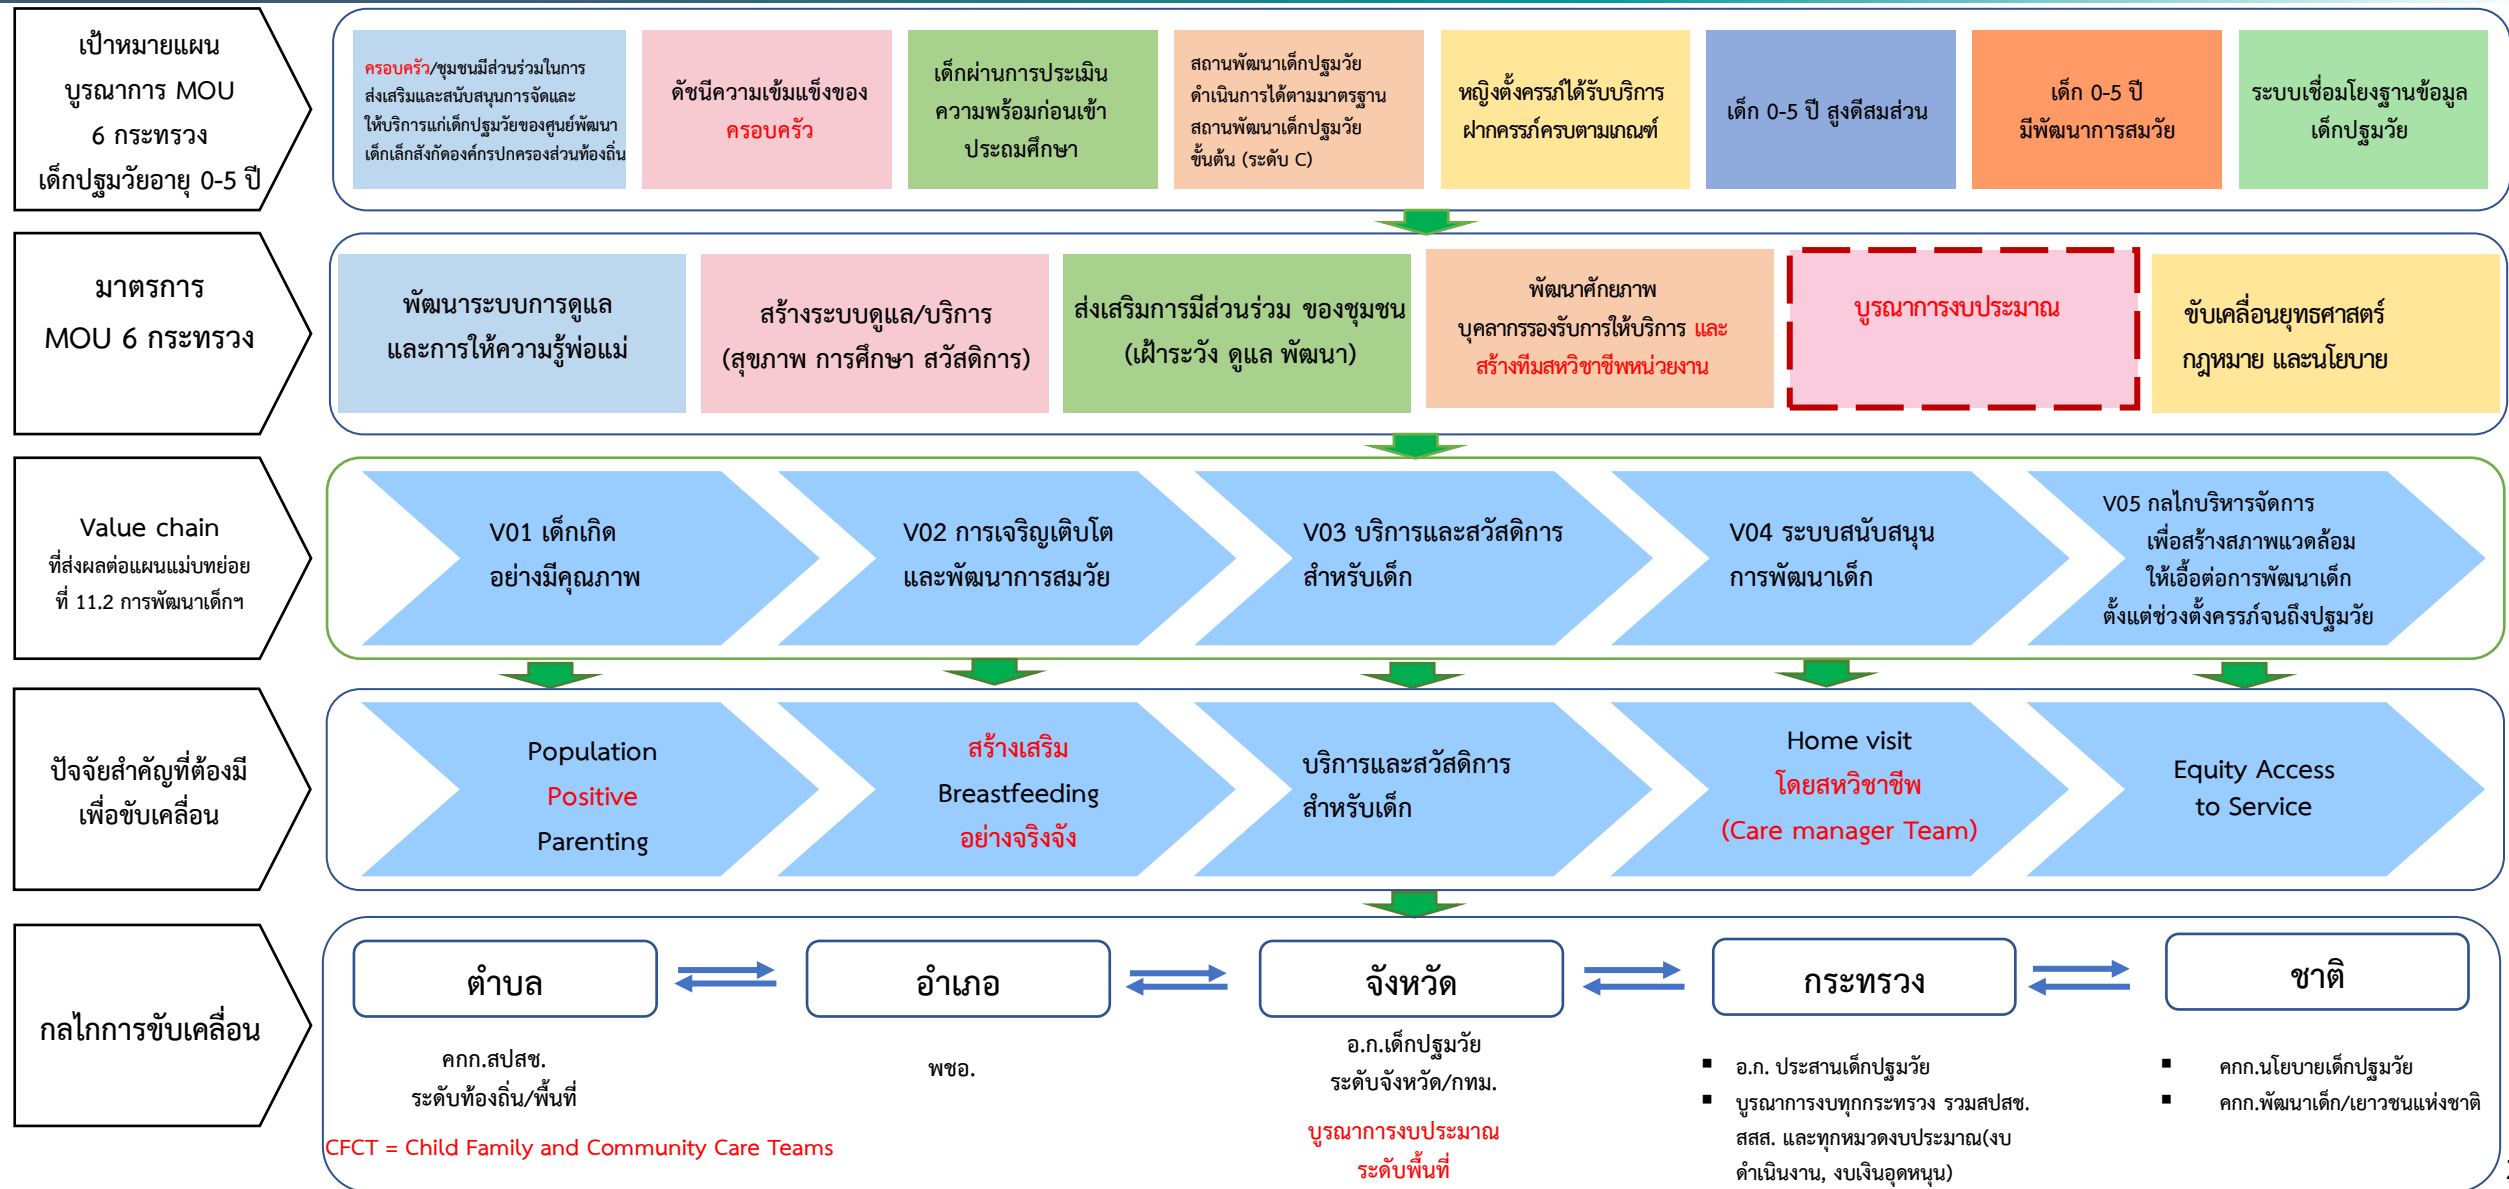 เป้าหมายแผน
บูรณาการ MOU
6 กระทรวง
เด็กปฐมวัยอายุ 0-5 ปี
ครอบครัว/ชุมชนมีส่วนร่วมในการ
ส่งเสริมและสนับสนุนการจัดและ
ให้บริการแก่เด็กปฐมวัยของศูนย์พัฒนา
เด็กเล็กสังกัดองค์กรปกครองส่วนท้องถิ่น
ดัชนีความเข้มแข็งของ
ครอบครัว
เด็กผ่านการประเมิน
ความพร้อมก่อนเข้า
ประถมศึกษา
สถานพัฒนาเด็กปฐมวัย
ดำเนินการได้ตามมาตรฐาน
สถานพัฒนาเด็กปฐมวัย
ขั้นต้น (ระดับ C)
หญิงตั้งครรภ์ได้รับบริการ
ฝากครรภ์ครบตามเกณฑ์
เด็ก 0-5 ปี สูงดีสมส่วน
เด็ก 0-5 ปี
มีพัฒนาการสมวัย
ระบบเชื่อมโยงฐานข้อมูล
เด็กปฐมวัย
มาตรการ
MOU 6 กระทรวง
พัฒนาระบบการดูแล
และการให้ความรู้พ่อแม่
สร้างระบบดูแล/บริการ
(สุขภาพ การศึกษา สวัสดิการ)
ส่งเสริมการมีส่วนร่วม ของชุมชน
(เฝ้าระวัง ดูแล พัฒนา)
พัฒนาศักยภาพ
บุคลากรรองรับการให้บริการ และ
สร้างทีมสหวิชาชีพหน่วยงาน
บูรณาการงบประมาณ
ขับเคลื่อนยุทธศาสตร์
กฎหมาย และนโยบาย
Value chain
ที่ส่งผลต่อแผนแม่บทย่อย
ที่ 11.2 การพัฒนาเด็กฯ
V01 เด็กเกิด
อย่างมีคุณภาพ
V02 การเจริญเติบโต
และพัฒนาการสมวัย
V03 บริการและสวัสดิการ
สำหรับเด็ก
V04 ระบบสนับสนุน
การพัฒนาเด็ก
V05 กลไกบริหารจัดการ
เพื่อสร้างสภาพแวดล้อม
ให้เอื้อต่อการพัฒนาเด็ก
ตั้งแต่ช่วงตั้งครรภ์จนถึงปฐมวัย
ปัจจัยสำคัญที่ต้องมี
เพื่อขับเคลื่อน
Population
Positive
Parenting
สร้างเสริม
Breastfeeding
อย่างจริงจัง
บริการและสวัสดิการ
สำหรับเด็ก
Home visit
โดยสหวิชาชีพ
(Care manager Team)
Equity Access
to Service
กลไกการขับเคลื่อน
ตำบล
อำเภอ
จังหวัด
กระทรวง
ชาติ
คกก.สปสช.
ระดับท้องถิ่น/พื้นที่
CFCT = Child Family and Community Care Teams
พชอ.
อ.ก.เด็กปฐมวัย
ระดับจังหวัด/กทม.
บูรณาการงบประมาณ
ระดับพื้นที่
▪ อ.ก. ประสานเด็กปฐมวัย
▪ บูรณาการงบทุกกระทรวง รวมสปสช.
สสส. และทุกหมวดงบประมาณ(งบ
ดำเนินงาน, งบเงินอุดหนุน)
▪ คกก.นโยบายเด็กปฐมวัย
▪ คกก.พัฒนาเด็ก/เยาวชนแห่งชาติ